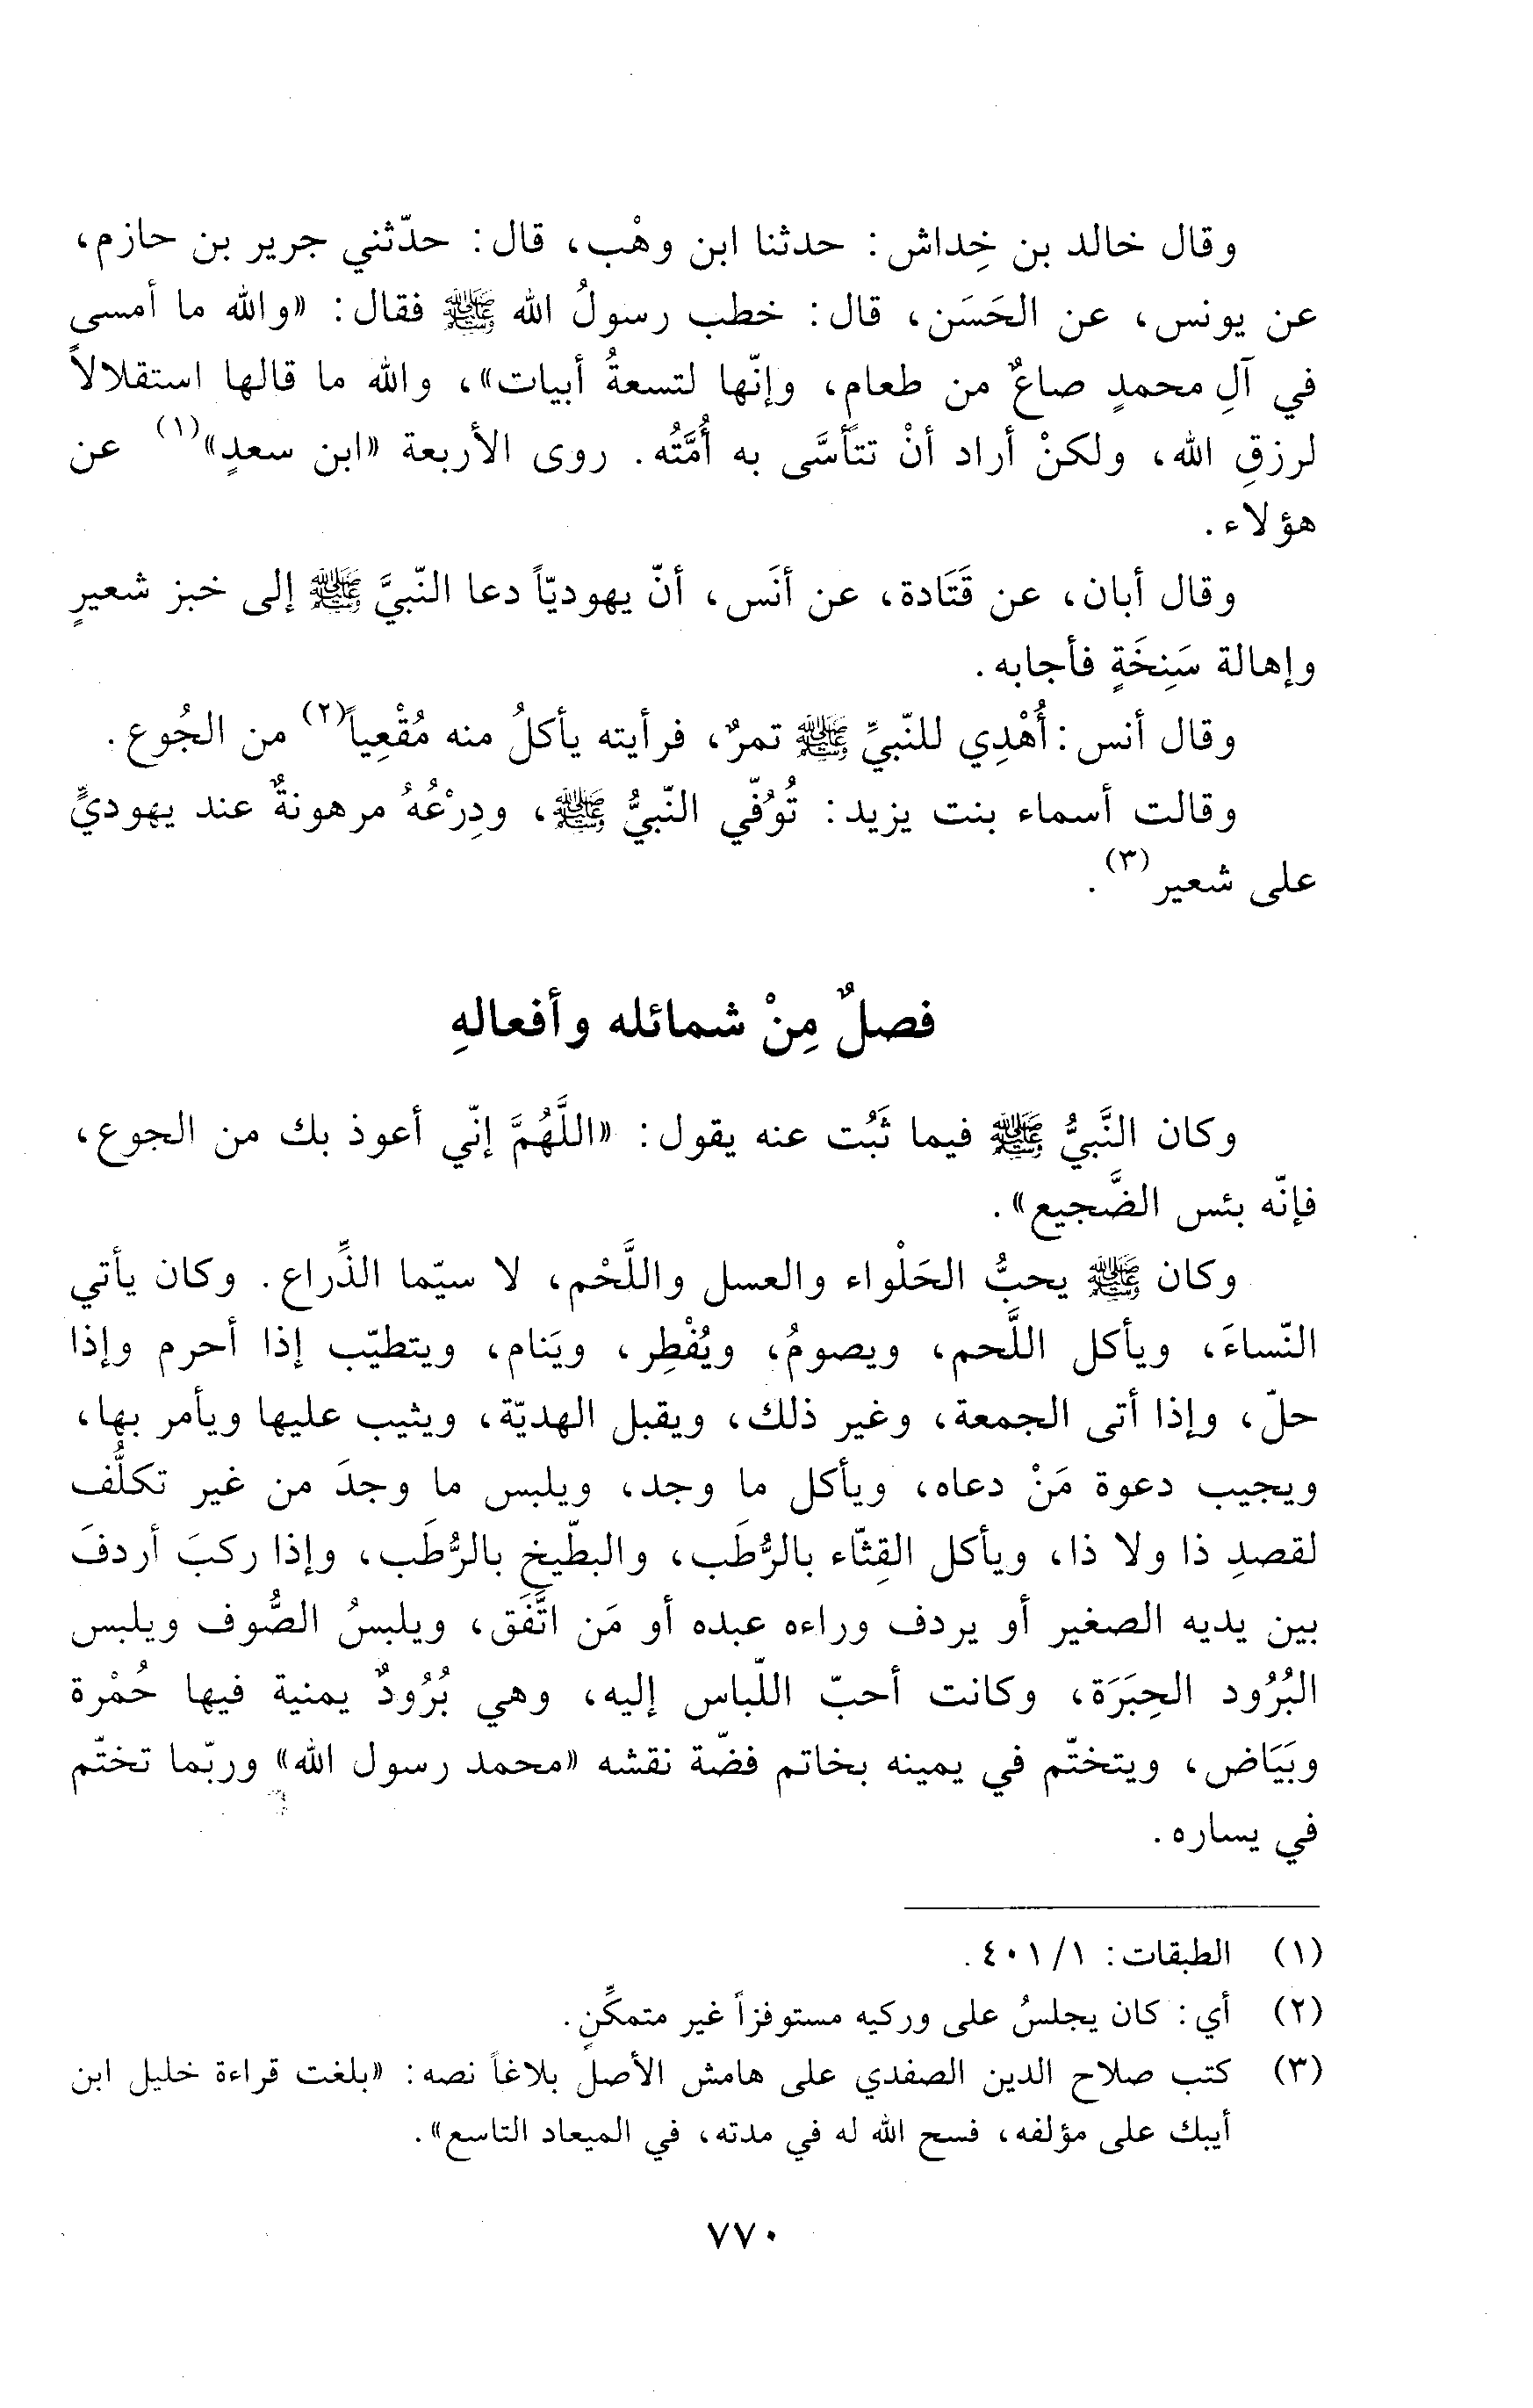 وقال خالد بن خِداش: حدثنا ابن وهْب، قال: حدّثني جرير بن حازم،
عن يونس، عن الحَسَن، قال: خطب رسولُ الله ﷺ فقال: «والله ما أمسى
في آلِ محمدٍ صاعٌ من طعامٍ، وإنّها لتسعةُ أبيات»، والله ما قالها استقلالاً
لرزقِ الله، ولكنْ أراد أنْ تتأسَّى به أُمَّتُه. روى الأربعة «ابن سعدٍ»(١) عن
هؤلاء.
وقال أبان، عن قَتَادة، عن أنَس، أنّ يهوديّاً دعا النّبيَّ ﷺ إلى خبز شعيرٍ
وإهالة سَنِخَةٍ فأجابه.
وقال أنس: أُهْدِي للنّبيِّ ﷺ تمرٌ، فرأيته يأكلُ منه مُقْعِياً(٢) من الجُوع.
وقالت أسماء بنت يزيد: تُوُفّي النّبيُّ ﷺ، ودِرْعُهُ مرهونةٌ عند يهوديٍّ
على شعير(٣).
فصلٌ مِنْ شمائله وأفعالهِ
وكان النَّبيُّ ﷺ فيما ثَبُت عنه يقول: «اللَّهُمَّ إنّي أعوذ بك من الجوع،
فإنّه بئس الضَّجيع».
وكان ﷺ يحبُّ الحَلْواء والعسل واللَّحْم، لا سيّما الذِّراع. وكان يأتي
النّساءَ، ويأكل اللَّحم، ويصومُ، ويُفْطِر، ويَنام، ويتطيّب إذا أحرم وإذا
حلّ، وإذا أتى الجمعة، وغير ذلك، ويقبل الهديّة، ويثيب عليها ويأمر بها،
ويجيب دعوة مَنْ دعاه، ويأكل ما وجد، ويلبس ما وجدَ من غير تكلُّف
لقصدِ ذا ولا ذا، ويأكل القِثّاء بالرُّطَب، والبطّيخ بالرُّطَب، وإذا ركبَ أردفَ
بين يديه الصغير أو يردف وراءه عبده أو مَن اتَّفَق، ويلبسُ الصُّوف ويلبس
البُرُود الحِبَرَة، وكانت أحبّ اللّباس إليه، وهي بُرُودٌ يمنية فيها حُمْرة
وبَيَاض، ويتختّم في يمينه بخاتم فضّة نقشه «محمد رسول الله» وربّما تختّم
في يساره.
(١) الطبقات: ١/ ٤٠١.
(٢) أي: كان يجلسُ على وركيه مستوفزاً غير متمكِّنٍ.
(٣) كتب صلاح الدين الصفدي على هامش الأصل بلاغاً نصه: «بلغت قراءة خليل ابن
أيبك على مؤلفه، فسح الله له في مدته، في الميعاد التاسع».
٧٧٠